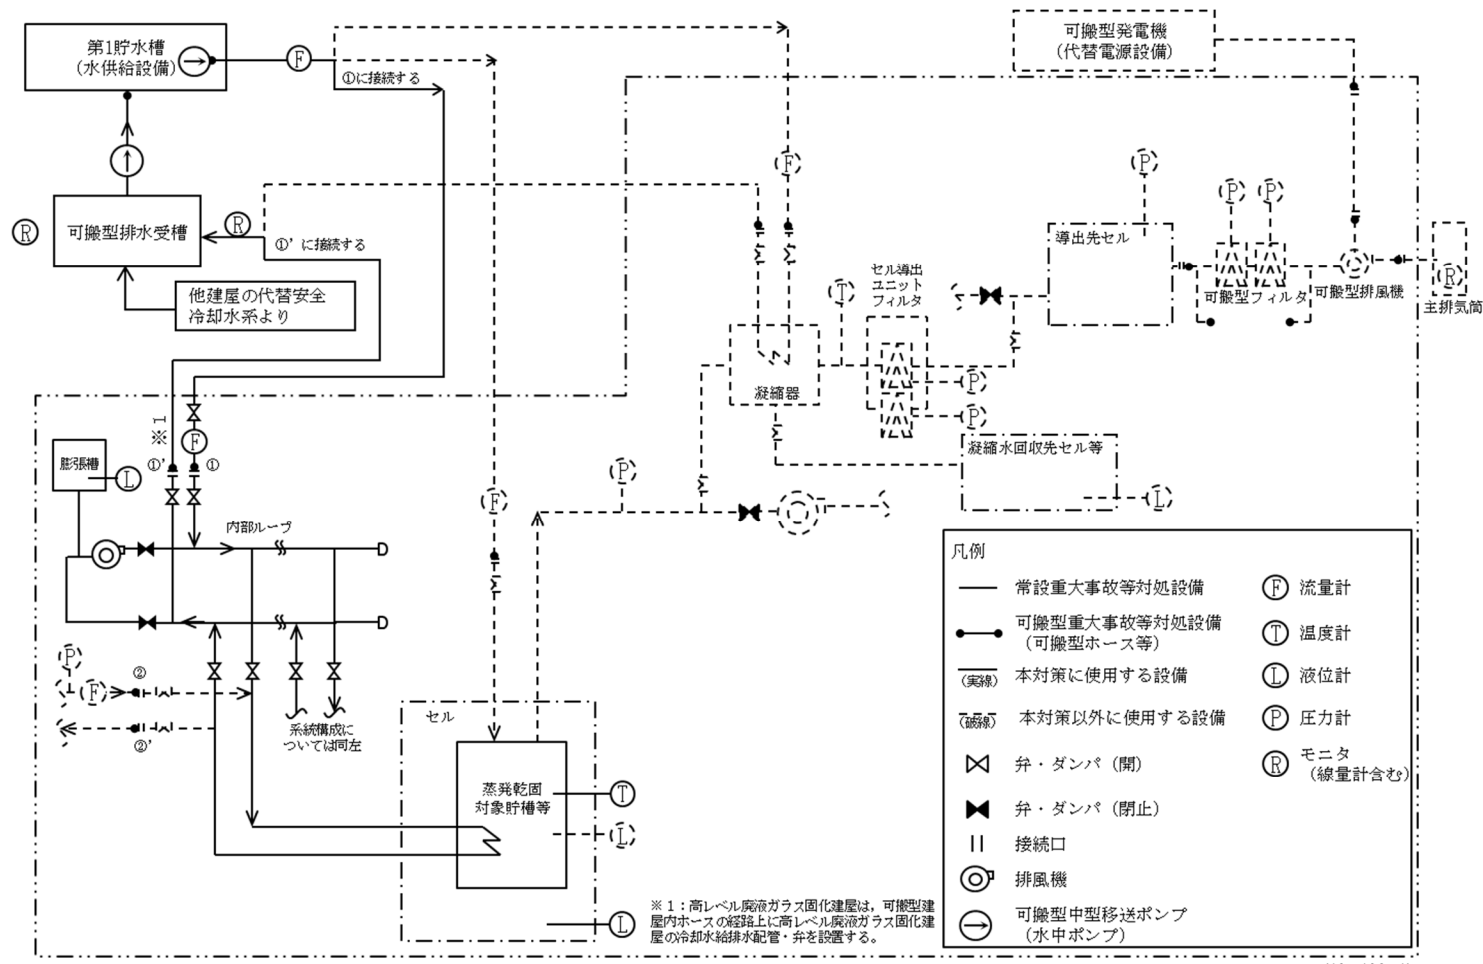 第1貯水槽
(水供給設備)
F
①に接続する
可搬型発電機
(代替電源設備)
可搬型排水受槽
R
R
①’に接続する
他建屋の代替安全
冷却水系より
F
P
P
P
導出先セル
セル導出
ユニット
フィルタ
T
可搬型フィルタ
可搬型排風機
R
主排気筒
凝縮器
P
P
凝縮水回収先セル等
L
※1
F
①’
①
膨張槽
L
内部ループ
F
P
P
F
②
②’
系統構成に
ついては同左
セル
蒸発乾固
対象貯槽等
T
L
L
※1：高レベル廃液ガラス固化建屋は，可搬型建
屋内ホースの経路上に高レベル廃液ガラス固化建
屋の冷却水給排水配管・弁を設置する。
凡例
常設重大事故等対処設備
可搬型重大事故等対処設備
(可搬型ホース等)
(実線) 本対策に使用する設備
(破線) 本対策以外に使用する設備
弁・ダンパ（開）
弁・ダンパ（閉止）
接続口
排風機
可搬型中型移送ポンプ
(水中ポンプ)
F 流量計
T 温度計
L 液位計
P 圧力計
R モニタ
(線量計含む)